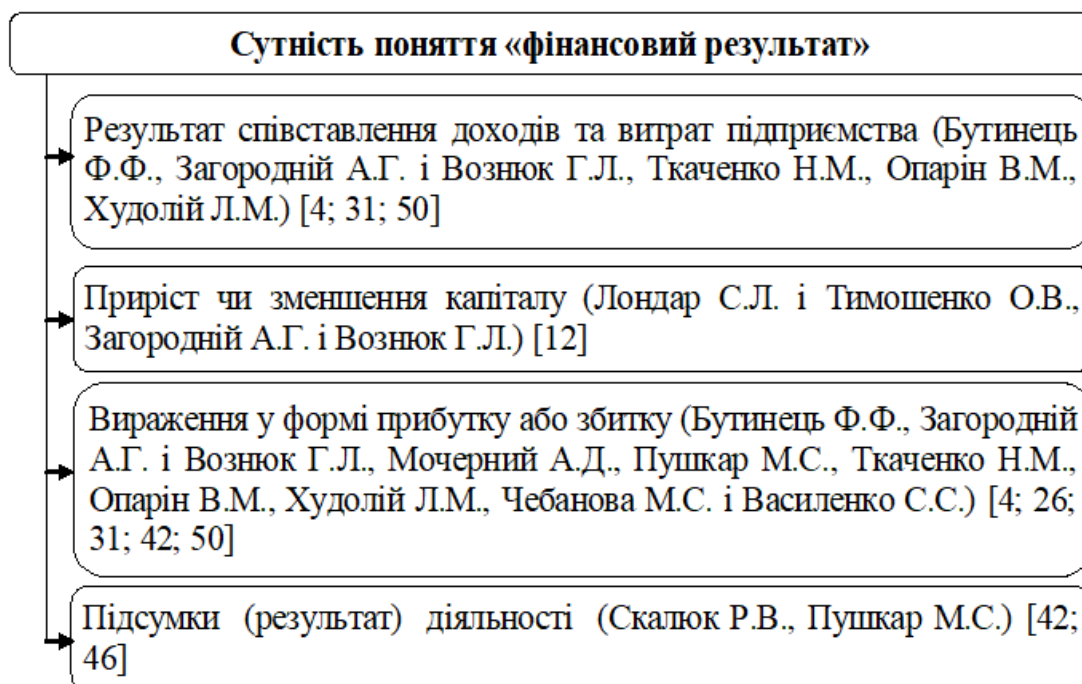 Сутність поняття «фінансовий результат»
Результат співставлення доходів та витрат підприємства (Бутинець
Ф.Ф., Загородній А.Г. і Вознюк Г.Л., Ткаченко Н.М., Опарін В.М.,
Худолій Л.М.) [4; 31; 50]
Приріст чи зменшення капіталу (Лондар С.Л. і Тимошенко О.В.,
Загородній А.Г. і Вознюк Г.Л.) [12]
Вираження у формі прибутку або збитку (Бутинець Ф.Ф., Загородній
А.Г. і Вознюк Г.Л., Мочерний А.Д., Пушкар М.С., Ткаченко Н.М.,
Опарін В.М., Худолій Л.М., Чебанова М.С. і Василенко С.С.) [4; 26;
31; 42; 50]
Підсумки (результат) діяльності (Скалюк Р.В., Пушкар М.С.) [42;
46]